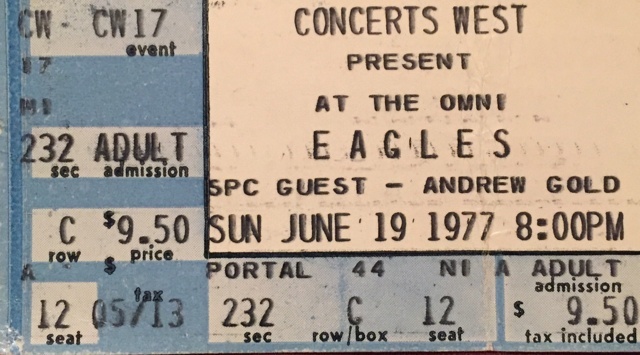 CW- CW17
event
17
232 ADULT
sec admission
C $9.50
row price
A $
tax
12 05/13
seat
CONCERTS WEST
PRESENT
AT THE OMNI
EAGLES
SPC GUEST - ANDREW GOLD
SUN JUNE 19 1977 8:00PM
PORTAL 44 NI A ADULT
admission
232 C 12 $ 9.50
sec row/box seat tax included